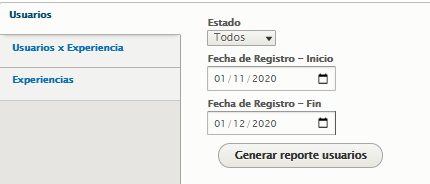 Usuarios
Usuarios x Experiencia
Experiencias
Estado
Todos
Fecha de Registro – Inicio
01/11/2020
Fecha de Registro – Fin
01/12/2020
Generar reporte usuarios